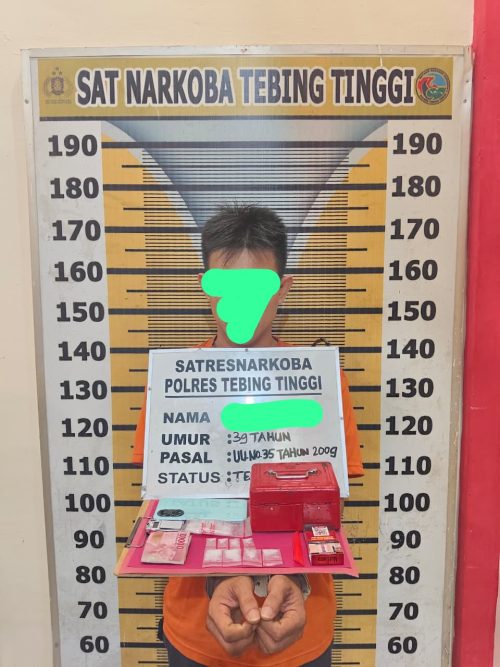 SAT NARKOBA TEBING TINGGI
190 190
180 180
170 170
160 160
150 150
140 140
130 130
120 120
110 110
100 100
90 90
80 80
70 70
60 60
SATRESNARKOBA
POLRES TEBING TINGGI
NAMA
UMUR : 39 TAHUN
PASAL : UU.NO.35 TAHUN 2009
STATUS : TE